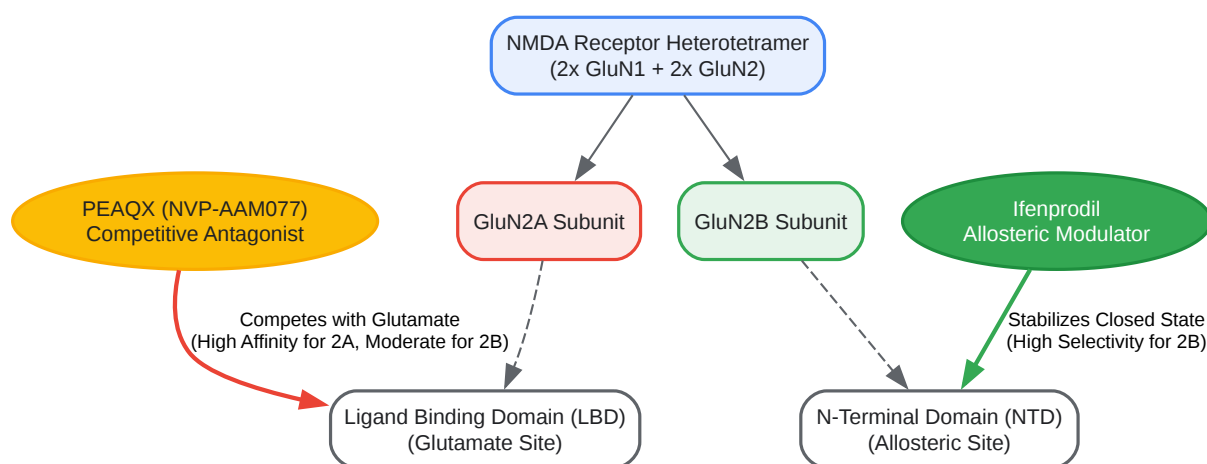 NMDA Receptor Heterotetramer
(2x GluN1 + 2x GluN2)
PEAQX (NVP-AAM077)
Competitive Antagonist
GluN2A Subunit
GluN2B Subunit
Ifenprodil
Allosteric Modulator
Competes with Glutamate
(High Affinity for 2A, Moderate for 2B)
Stabilizes Closed State
(High Selectivity for 2B)
Ligand Binding Domain (LBD)
(Glutamate Site)
N-Terminal Domain (NTD)
(Allosteric Site)